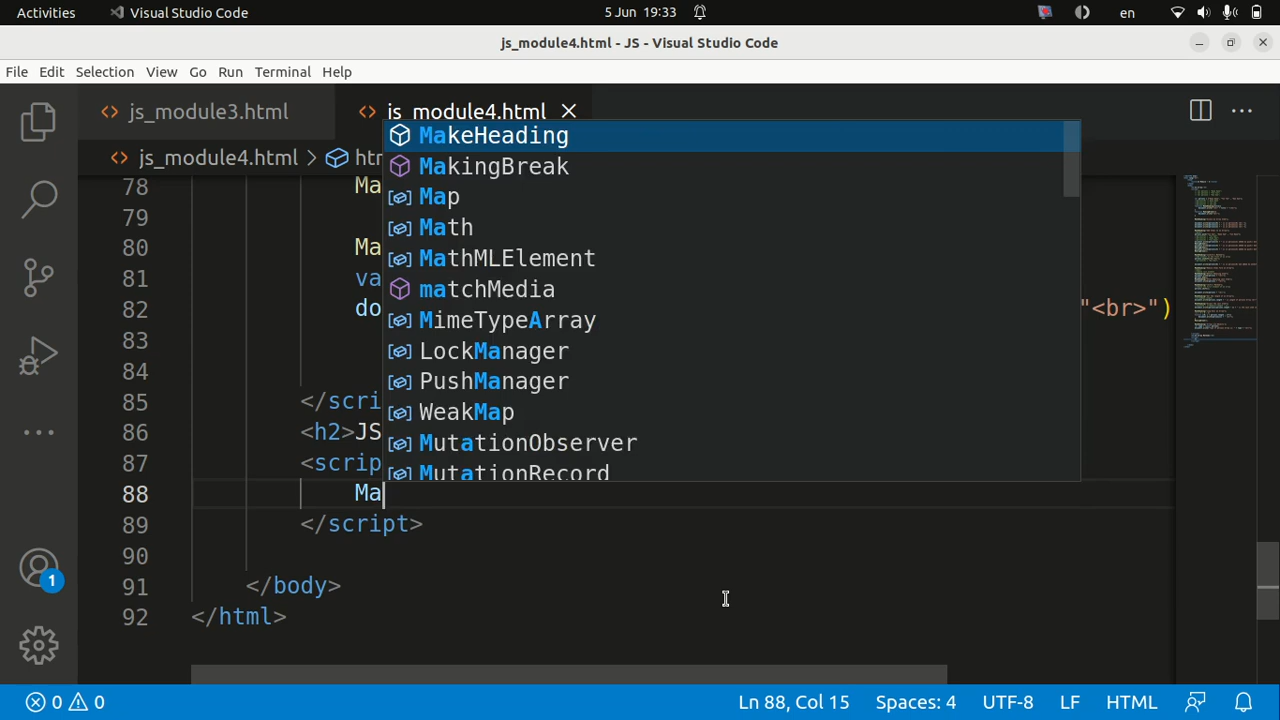 Activities Visual Studio Code 5 Jun 19:33 en
js_module4.html - JS - Visual Studio Code
File Edit Selection View Go Run Terminal Help
js_module3.html js_module4.html
js_module4.html
MakeHeading
MakingBreak
Map
Math
MathMLElement
matchMedia
MimeTypeArray
LockManager
PushManager
WeakMap
MutationObserver
MutationRecord
78 Ma
79
80 Ma
81 va
82 do "<br>")
83
84
85 </scri
86 <h2>JS
87 <scrip
88 Ma
89 </script>
90
91 </body>
92 </html>
1
0 0 Ln 88, Col 15 Spaces: 4 UTF-8 LF HTML